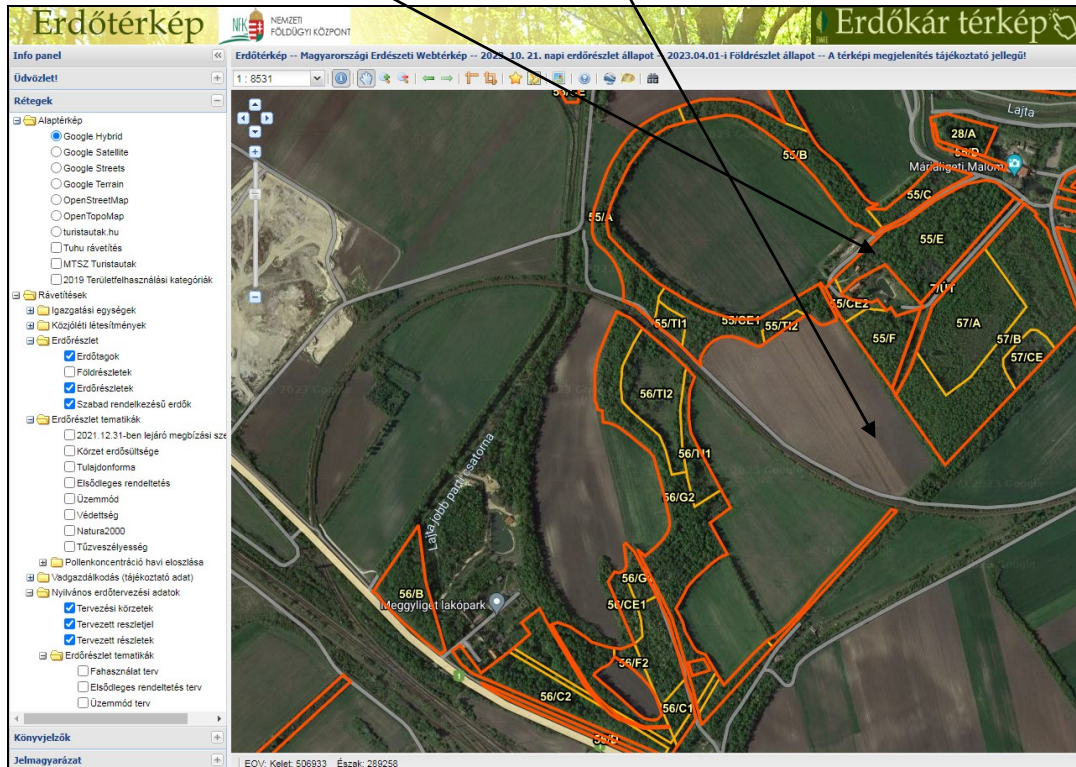 Erdőtérkép
NFK
NEMZETI
FÖLDÜGYI KÖZPONT
Erdőkár térkép
Info panel
Üdvözlet!
Rétegek
Alaptérkép
Google Hybrid
Google Satellite
Google Streets
Google Terrain
OpenStreetMap
OpenTopoMap
turistautak.hu
Tuhu rávetítés
MTSZ Turistautak
2019 Területfelhasználási kategóriák
Rávetítések
Igazgatási egységek
Közjóléti létesítmények
Erdőrészlet
Erdőtagok
Földrészletek
Erdőrészletek
Szabad rendelkezésű erdők
Erdőrészlet tematikák
2021.12.31-ben lejáró megbízási sze
Körzet erdősültsége
Tulajdonforma
Elsődleges rendeltetés
Üzemmód
Védettség
Natura2000
Tűzveszélyesség
Pollenkoncentráció havi eloszlása
Vadgazdálkodás (tájékoztató adat)
Nyilvános erdőtervezési adatok
Tervezési körzetek
Tervezett reszletjel
Tervezett részletek
Erdőrészlet tematikák
Fahasználat terv
Elsődleges rendeltetés terv
Üzemmód terv
Könyvjelzők
Jelmagyarázat
Erdőtérkép -- Magyarországi Erdészeti Webtérkép -- 2023. 10. 21. napi erdőrészlet állapot -- 2023.04.01-i Földrészlet állapot -- A térképi megjelenítés tájékoztató jellegű!
1 : 8531
Lajta
28/A
55/D
Márialigeti Malom
55/B
55/C
55/A
55/E
7/UT
55/CE2
55/TI1
55/CE1
55/TI2
55/F
57/A
57/B
57/CE
56/TI2
56/TI1
56/G2
Lajta jobb parti csatorna
56/B
Meggyliget lakópark
56/CE1
56/F2
56/C2
56/C1
1
EOV: Kelet: 506933 Észak: 289258